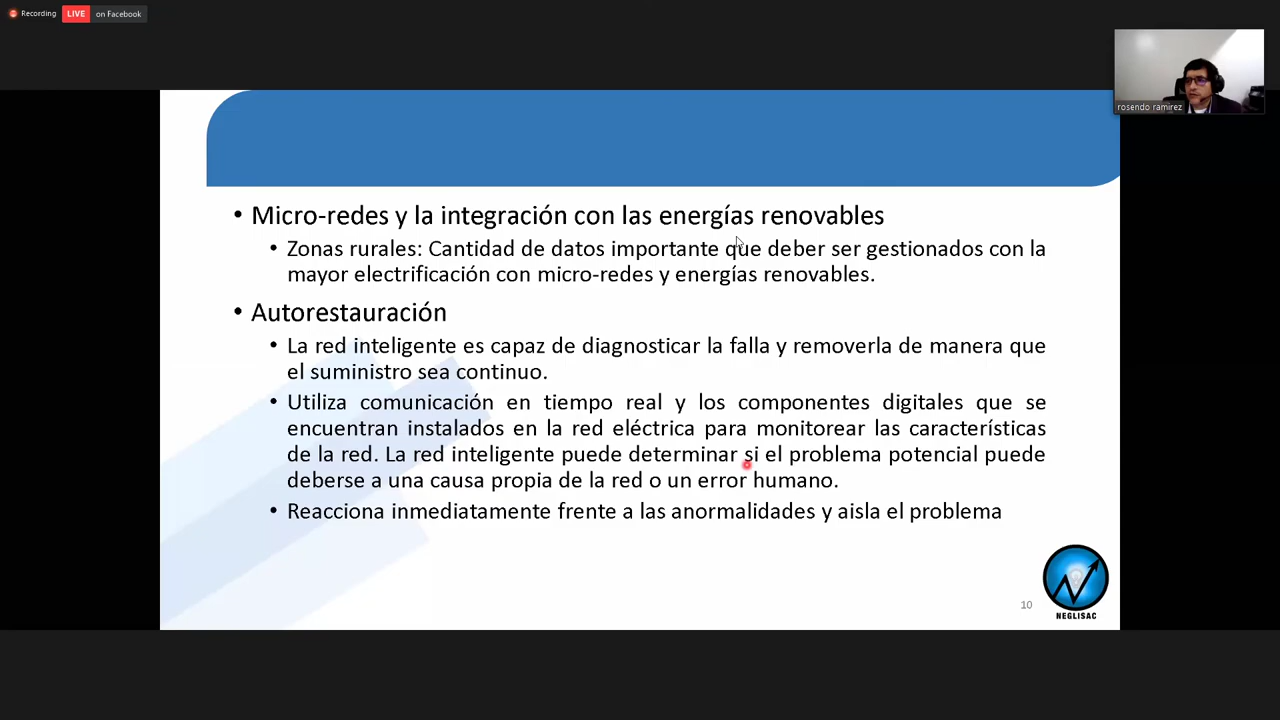 Recording LIVE on Facebook
rosendo ramirez
• Micro-redes y la integración con las energías renovables
• Zonas rurales: Cantidad de datos importante que deber ser gestionados con la
mayor electrificación con micro-redes y energías renovables.
• Autorestauración
• La red inteligente es capaz de diagnosticar la falla y removerla de manera que
el suministro sea continuo.
• Utiliza comunicación en tiempo real y los componentes digitales que se
encuentran instalados en la red eléctrica para monitorear las características
de la red. La red inteligente puede determinar si el problema potencial puede
deberse a una causa propia de la red o un error humano.
• Reacciona inmediatamente frente a las anormalidades y aisla el problema
10
NEGLISAC